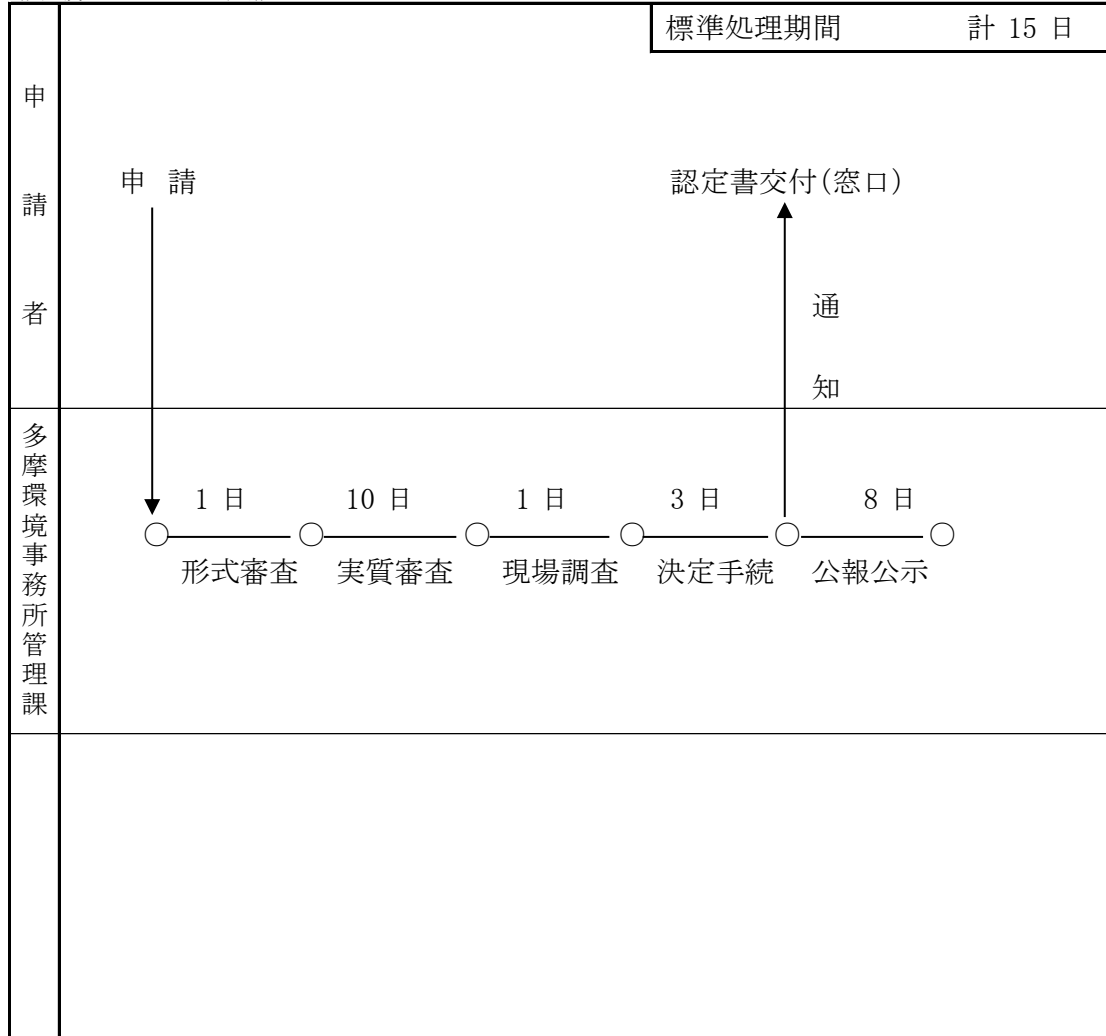 標準処理期間 計 15 日
申請者
申 請
認定書交付(窓口)
通知
多摩環境事務所管理課
1 日 10 日 1 日 3 日 8 日
形式審査 実質審査 現場調査 決定手続 公報公示